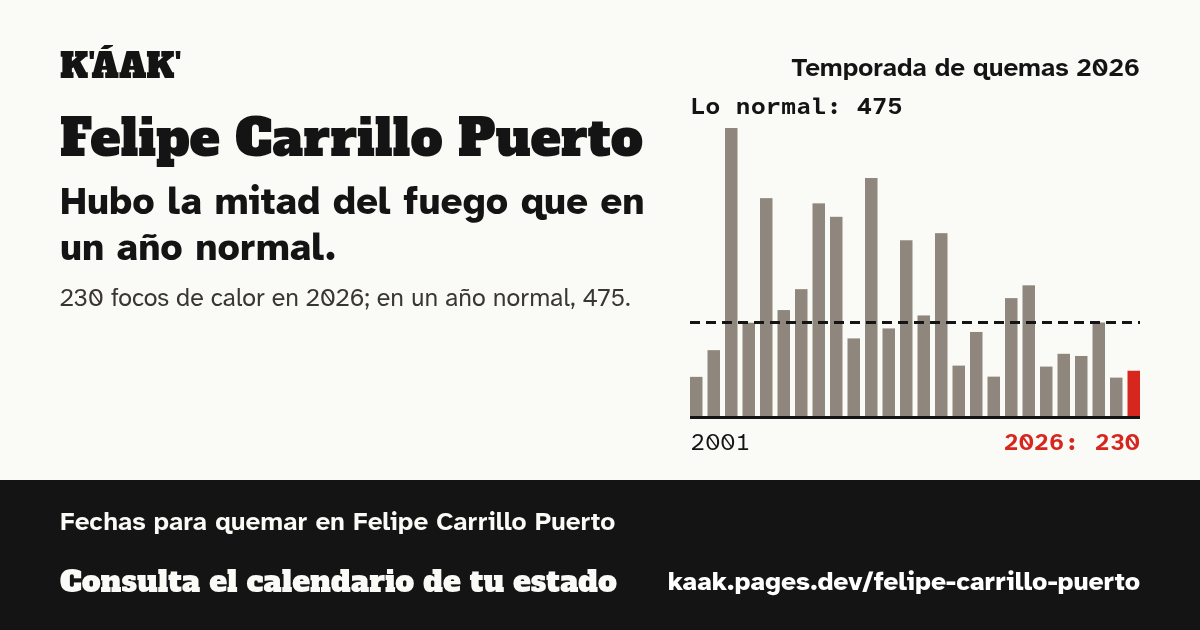 K'ÁAK'
Felipe Carrillo Puerto
Hubo la mitad del fuego que en
un año normal.
230 focos de calor en 2026; en un año normal, 475.
Temporada de quemas 2026
Lo normal: 475
2001
2026: 230
Fechas para quemar en Felipe Carrillo Puerto
Consulta el calendario de tu estado
kaak.pages.dev/felipe-carrillo-puerto